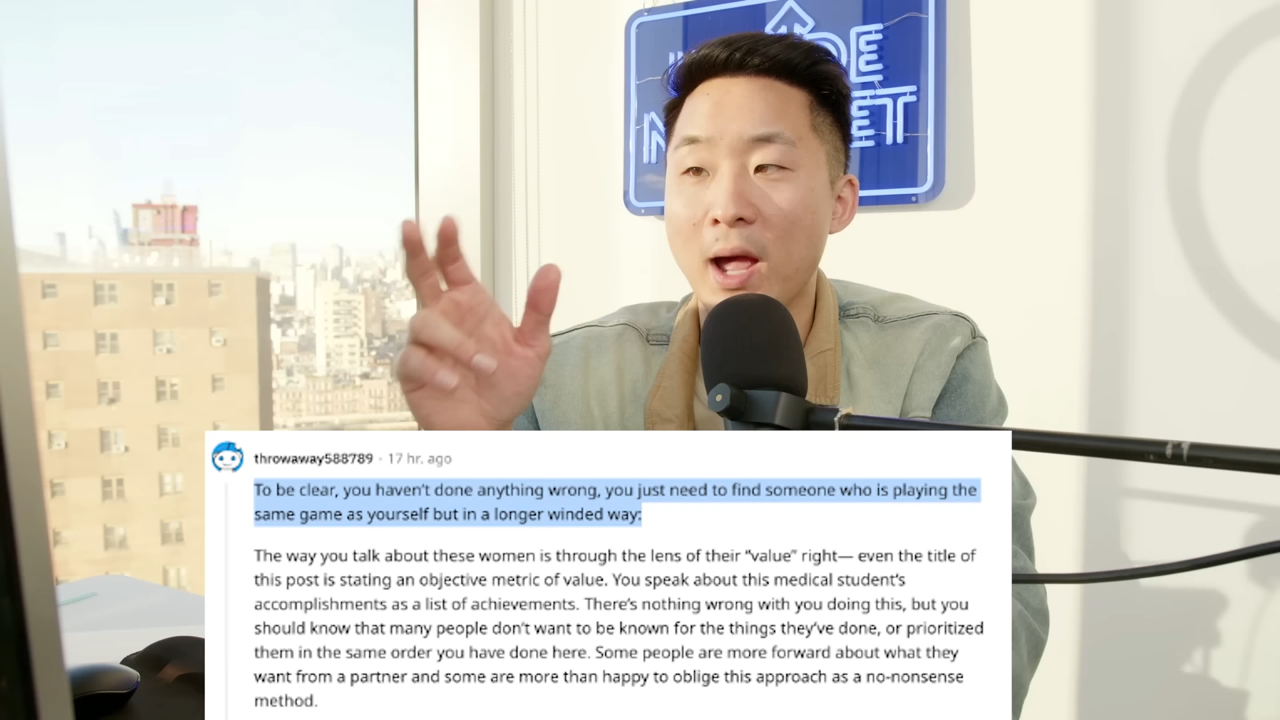 throwaway588789 · 17 hr. ago
To be clear, you haven't done anything wrong, you just need to find someone who is playing the
same game as yourself but in a longer winded way:
The way you talk about these women is through the lens of their “value” right— even the title of
this post is stating an objective metric of value. You speak about this medical student's
accomplishments as a list of achievements. There's nothing wrong with you doing this, but you
should know that many people don't want to be known for the things they've done, or prioritized
them in the same order you have done here. Some people are more forward about what they
want from a partner and some are more than happy to oblige this approach as a no-nonsense
method.